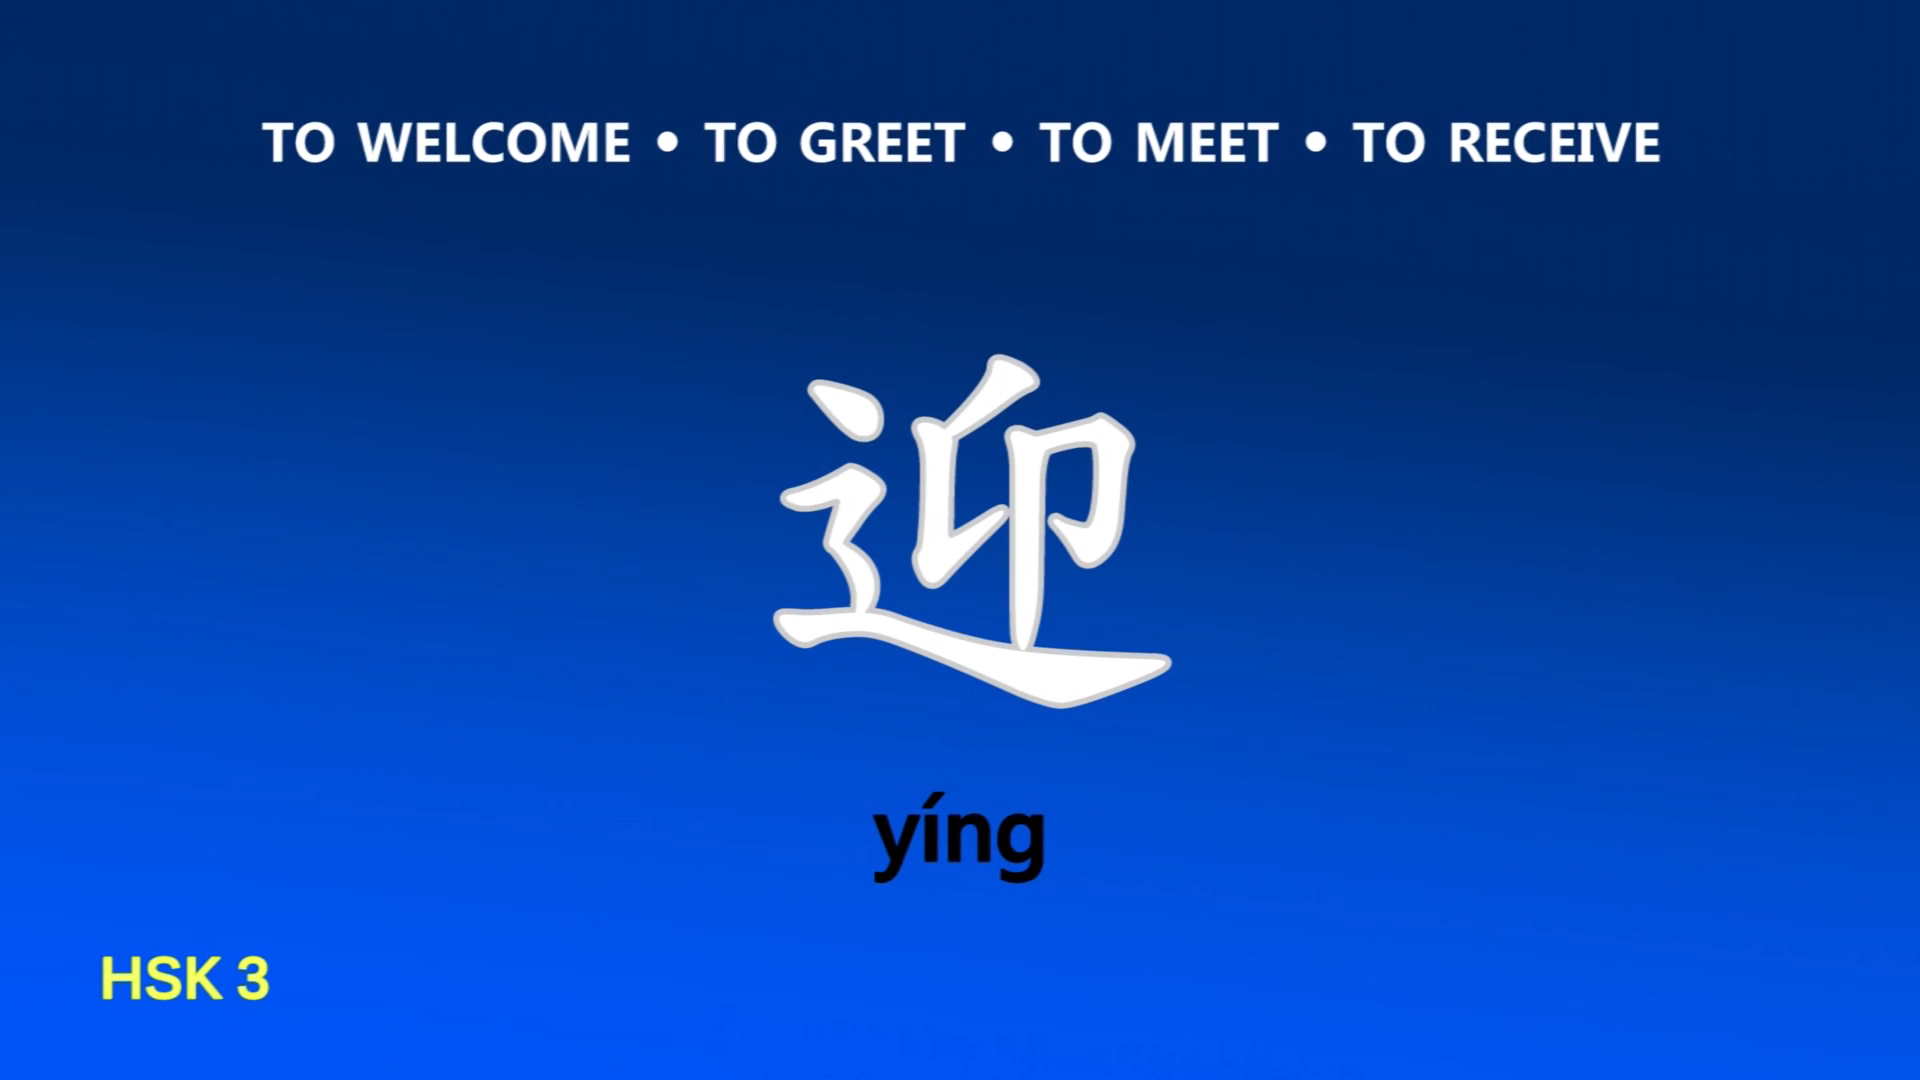 TO WELCOME • TO GREET • TO MEET • TO RECEIVE
迎
yíng
HSK 3